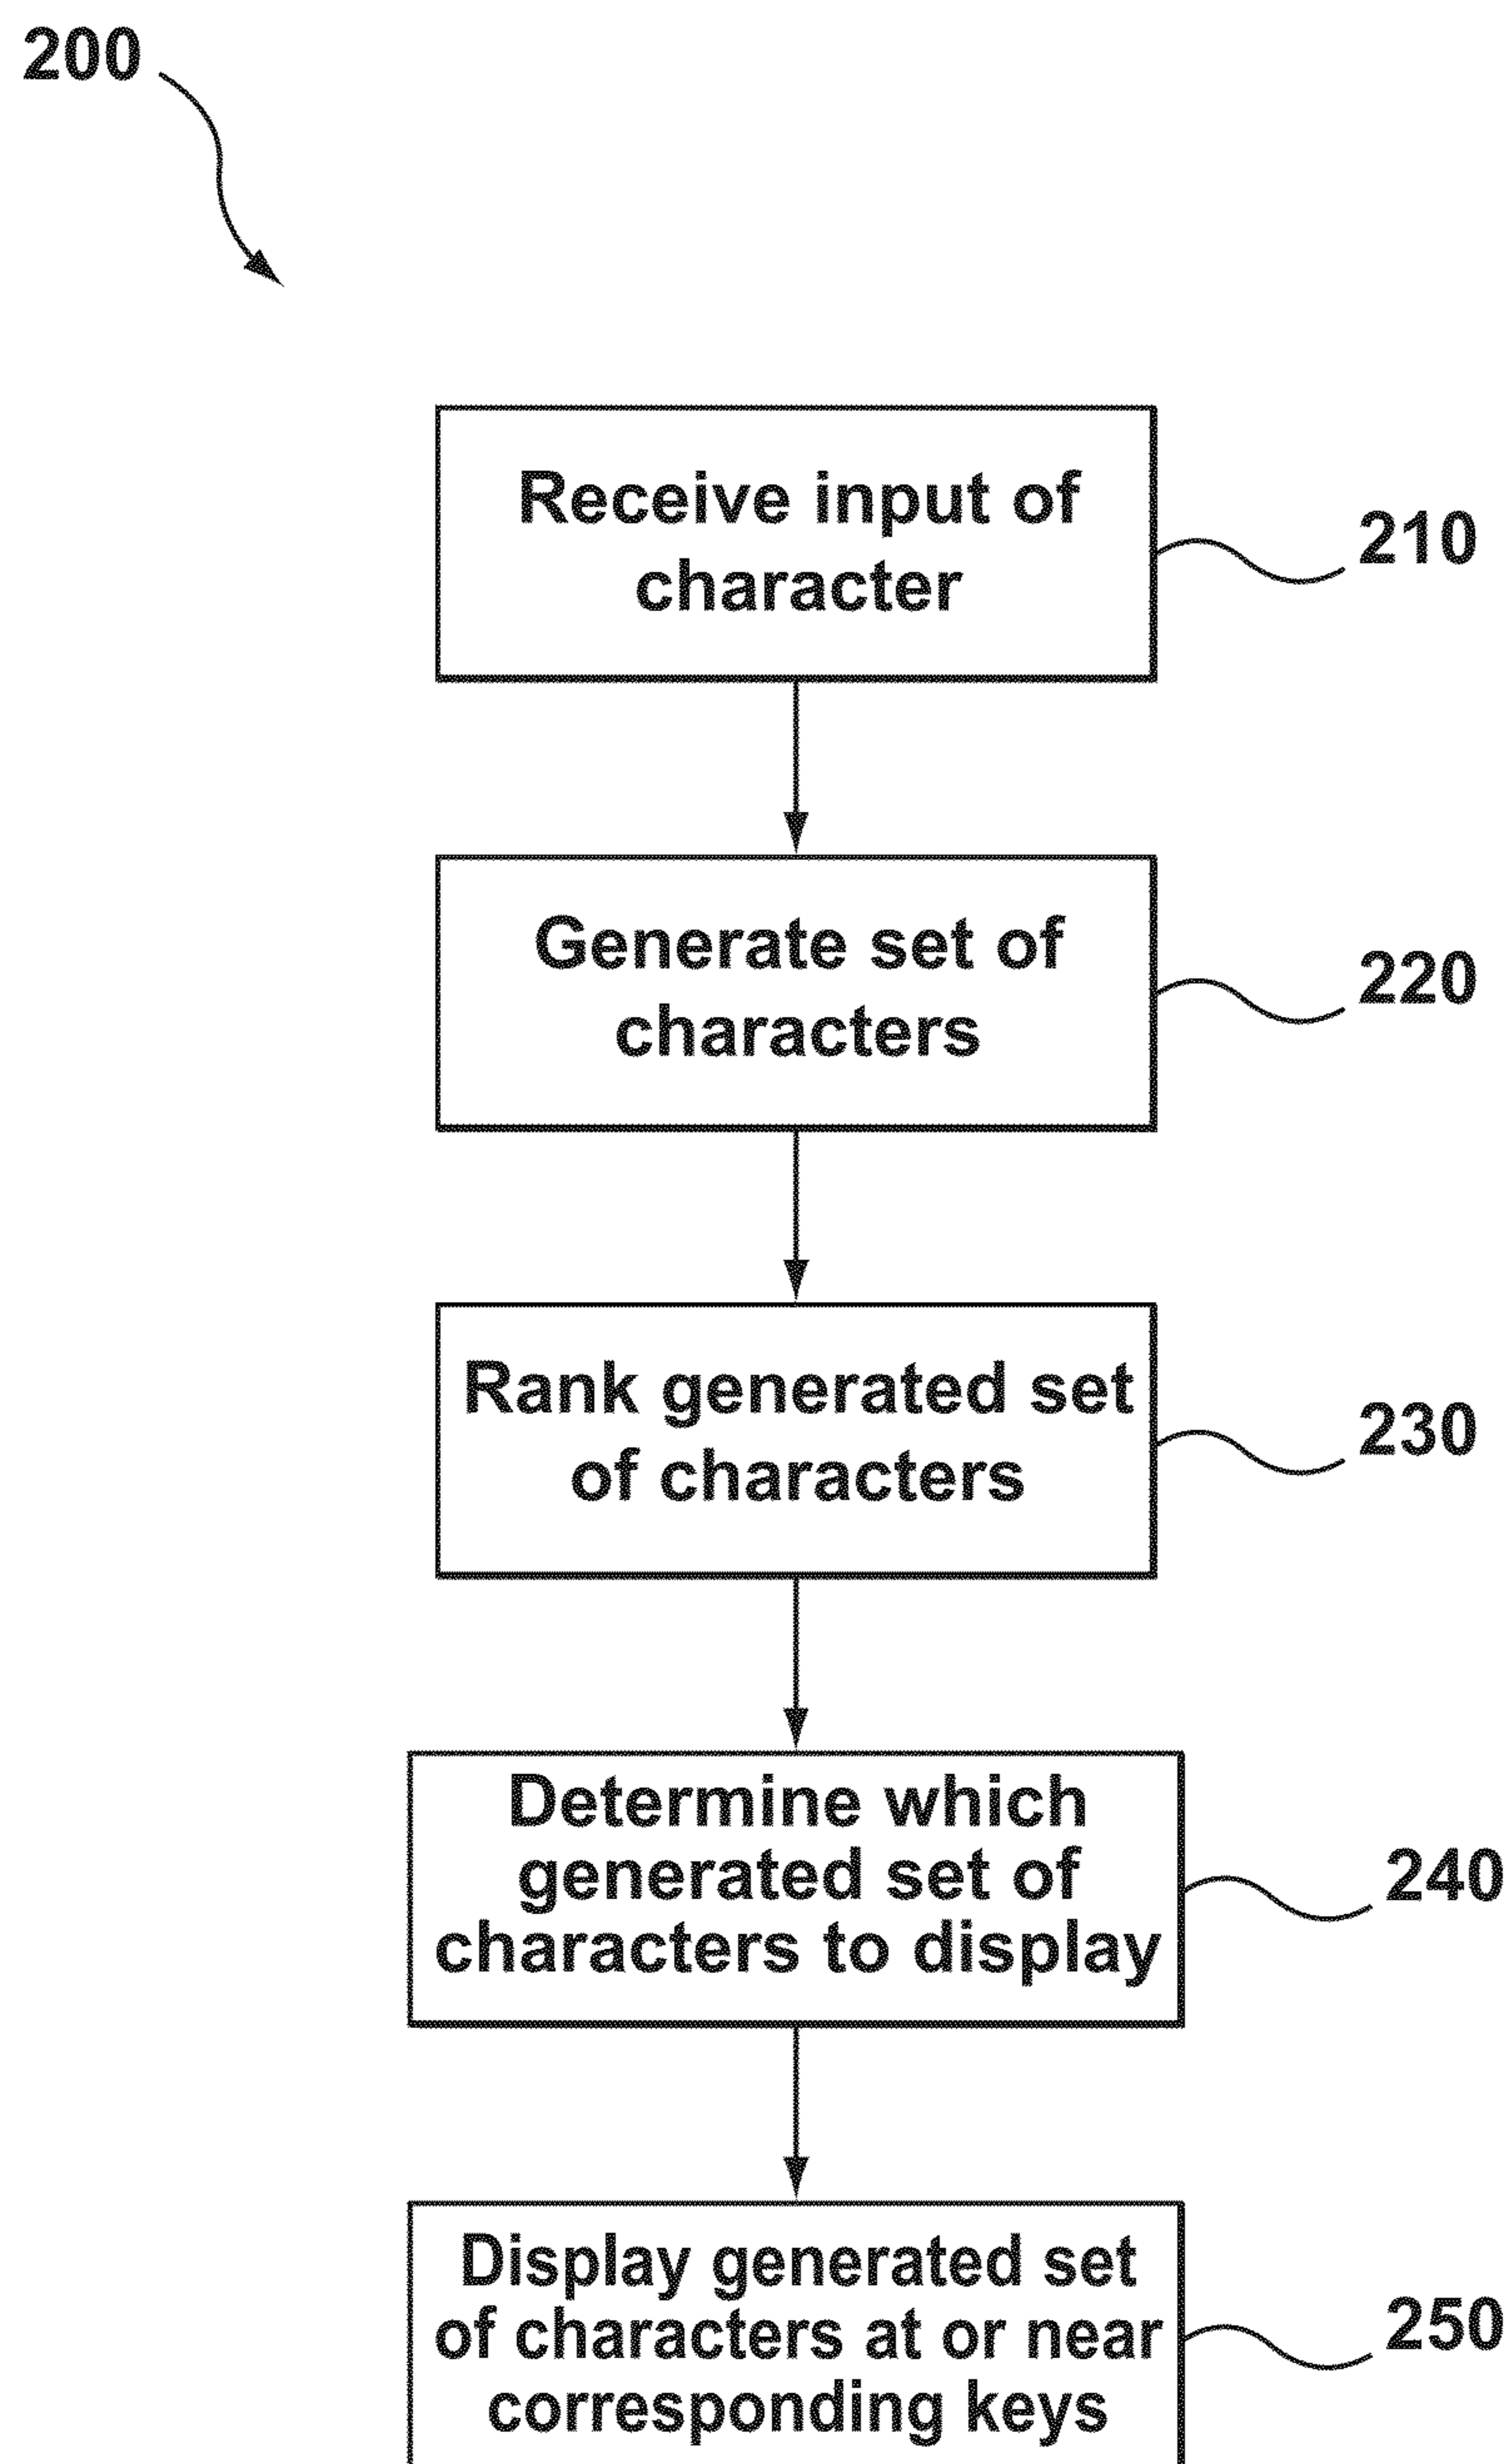 200
Receive input of
character
210
Generate set of
characters
220
Rank generated set
of characters
230
Determine which
generated set of
characters to display
240
Display generated set
of characters at or near
corresponding keys
250